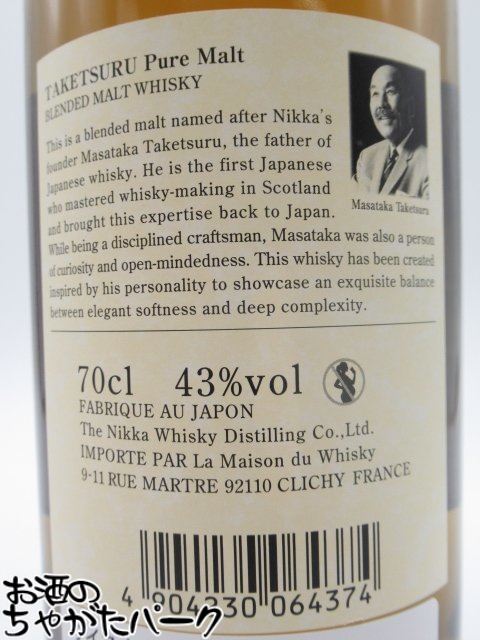 TAKETSURU Pure Malt
BLENDED MALT WHISKY
This is a blended malt named after Nikka's
founder Masataka Taketsuru, the father of
Japanese whisky. He is the first Japanese
who mastered whisky-making in Scotland
and brought this expertise back to Japan.
While being a disciplined craftsman, Masataka was also a person
of curiosity and open-mindedness. This whisky has been created
inspired by his personality to showcase an exquisite balance
between elegant softness and deep complexity.
Masataka Taketsuru
70cl 43%vol
FABRIQUE AU JAPON
The Nikka Whisky Distilling Co.,Ltd.
IMPORTE PAR La Maison du Whisky
9-11 RUE MARTRE 92110 CLICHY FRANCE
4 904230 064374
お酒の
ちゃがたパーク